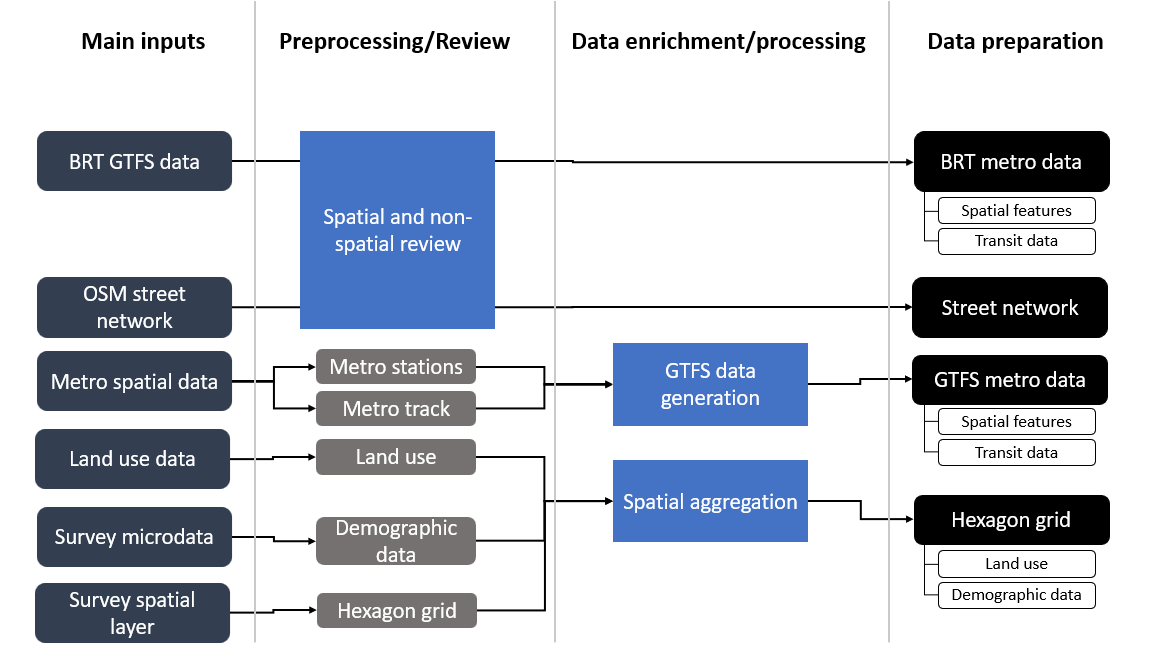 Main inputs
Preprocessing/Review
Data enrichment/processing
Data preparation
BRT GTFS data
Spatial and non-
spatial review
BRT metro data
Spatial features
Transit data
OSM street
network
Street network
Metro spatial data
Metro stations
Metro track
GTFS data
generation
GTFS metro data
Spatial features
Transit data
Land use data
Land use
Spatial aggregation
Hexagon grid
Land use
Demographic data
Survey microdata
Demographic
data
Survey spatial
layer
Hexagon grid